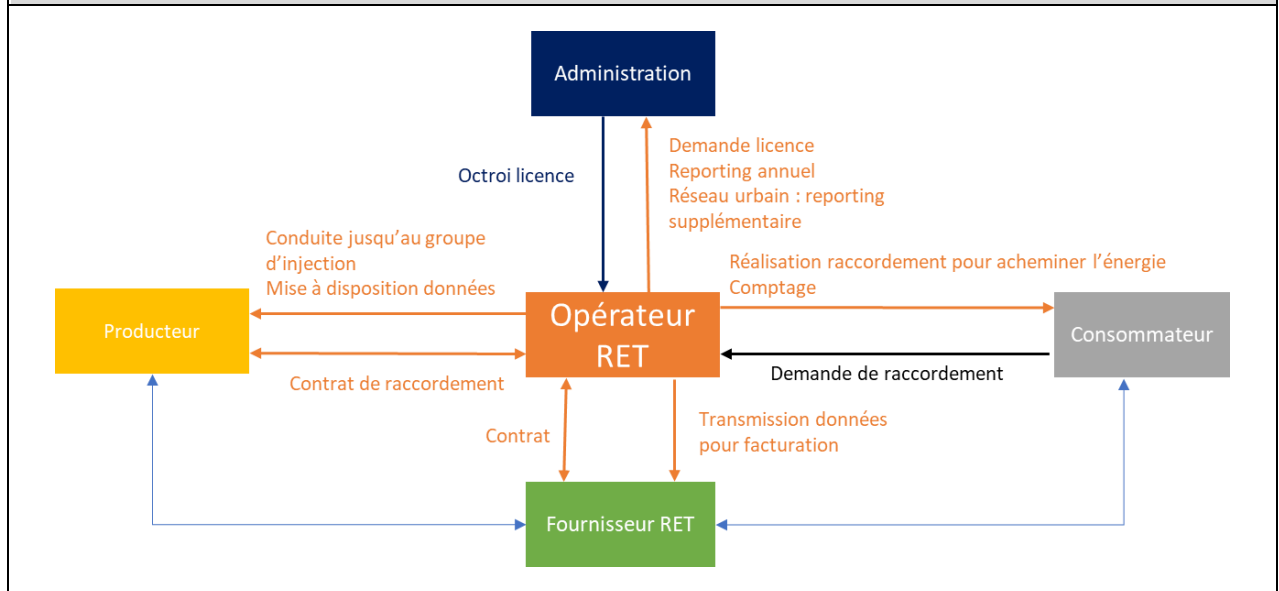 Administration
Octroi licence
Demande licence
Reporting annuel
Réseau urbain : reporting
supplémentaire
Conduite jusqu’au groupe
d’injection
Mise à disposition données
Réalisation raccordement pour acheminer l’énergie
Comptage
Producteur
Opérateur
RET
Consommateur
Contrat de raccordement
Demande de raccordement
Contrat
Transmission données
pour facturation
Fournisseur RET